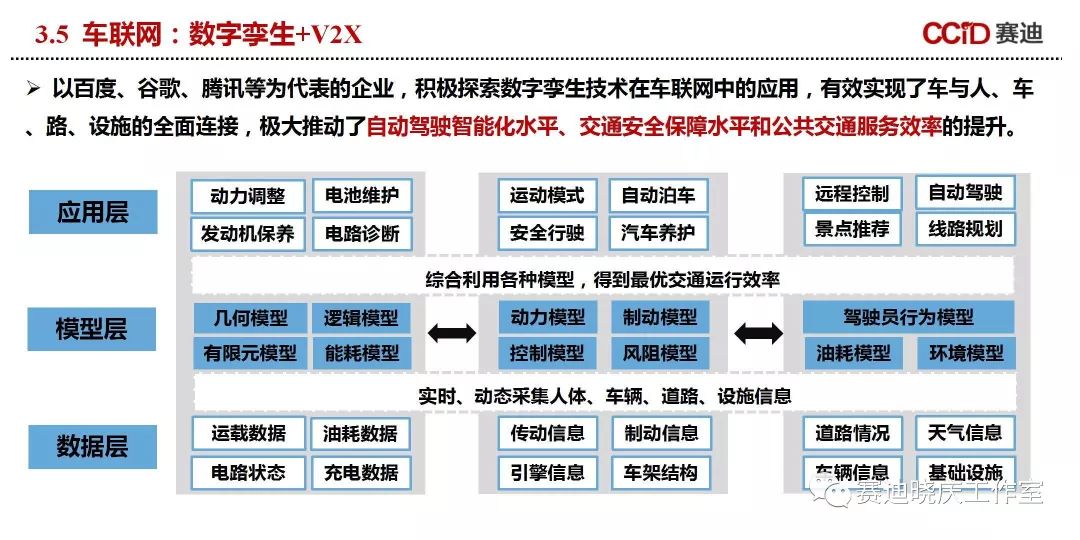 3.5 车联网：数字孪生+V2X
CCID 赛迪
➢ 以百度、谷歌、腾讯等为代表的企业，积极探索数字孪生技术在车联网中的应用，有效实现了车与人、车
、路、设施的全面连接，极大推动了自动驾驶智能化水平、交通安全保障水平和公共交通服务效率的提升。
应用层
动力调整 电池维护 运动模式 自动泊车 远程控制 自动驾驶
发动机保养 电路诊断 安全行驶 汽车养护 景点推荐 线路规划
综合利用各种模型，得到最优交通运行效率
模型层
几何模型 逻辑模型 动力模型 制动模型 驾驶员行为模型
有限元模型 能耗模型 控制模型 风阻模型 油耗模型 环境模型
实时、动态采集人体、车辆、道路、设施信息
数据层
运载数据 油耗数据 传动信息 制动信息 道路情况 天气信息
电路状态 充电数据 引擎信息 车架结构 车辆信息 基础设施
赛迪晓庆工作室